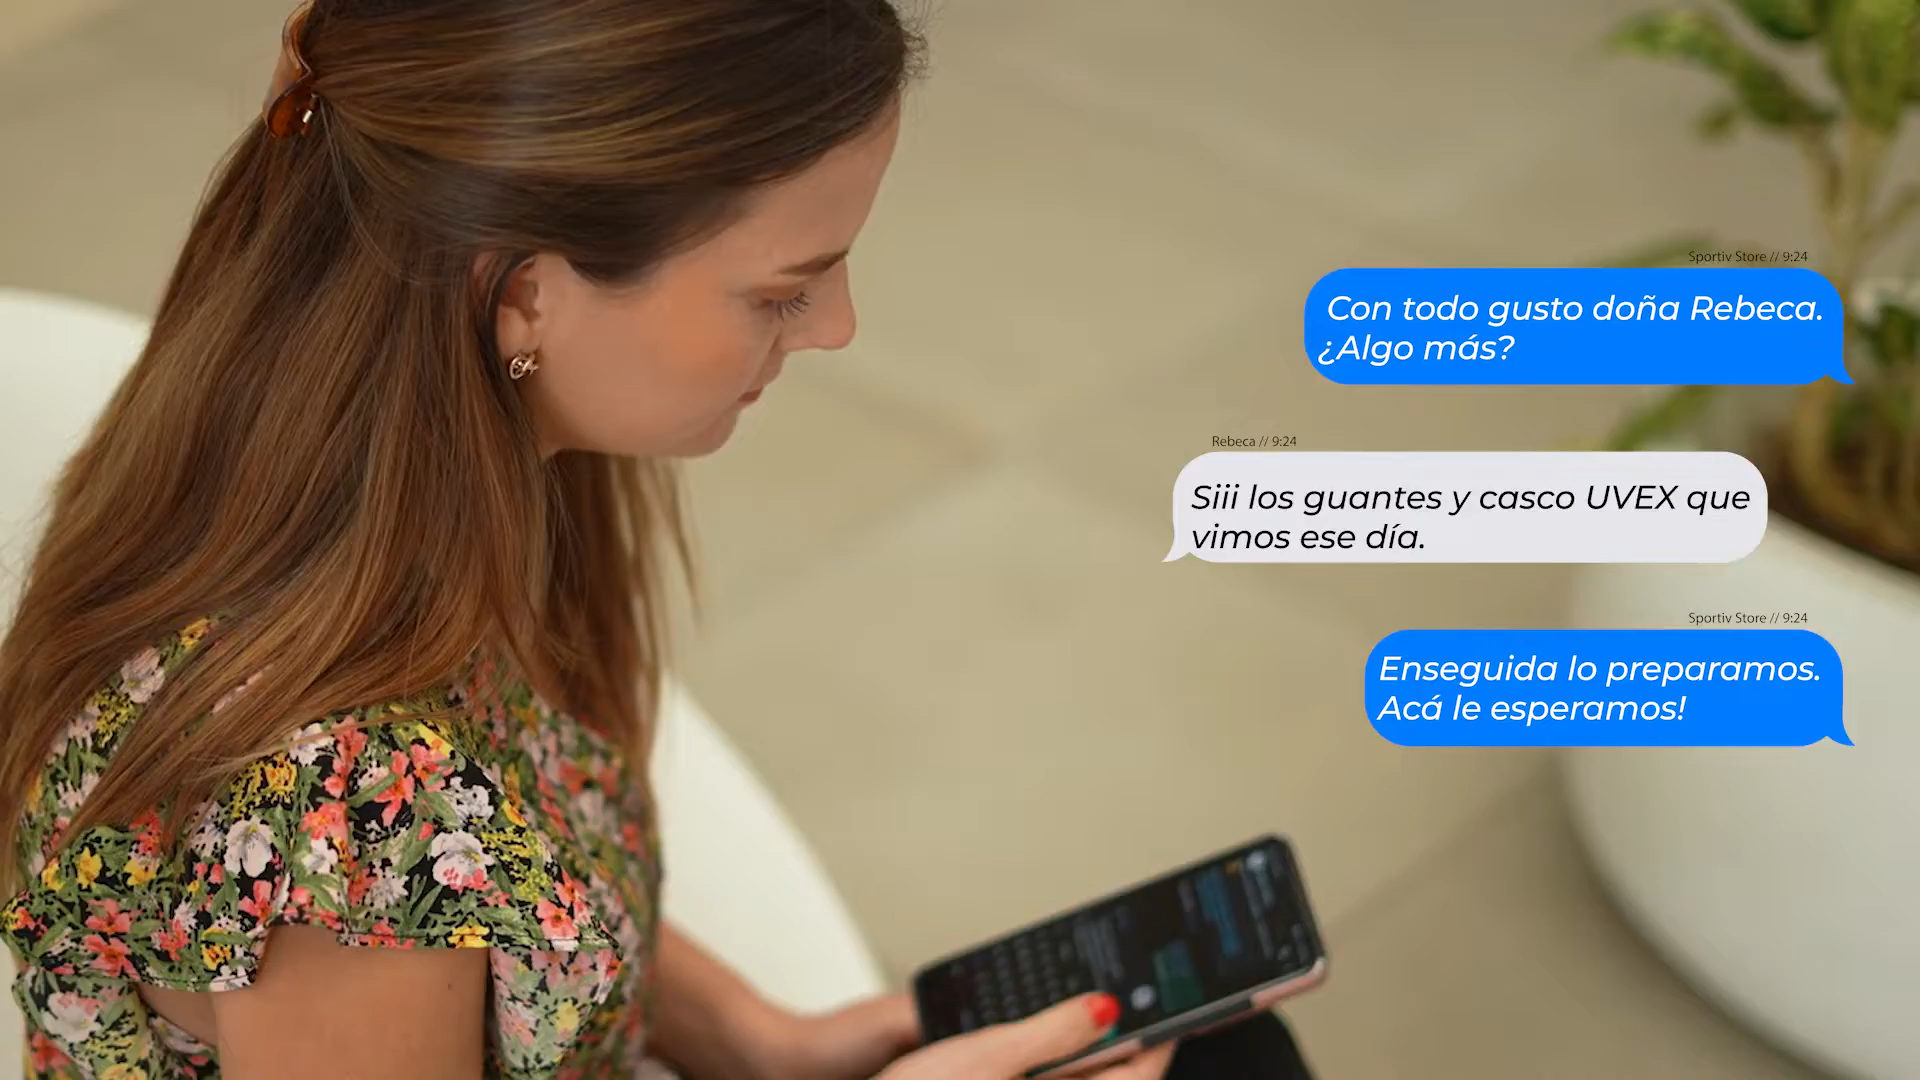 Sportiv Store // 9:24
Con todo gusto doña Rebeca.
¿Algo más?
Rebeca // 9:24
Siii los guantes y casco UVEX que
vimos ese día.
Sportiv Store // 9:24
Enseguida lo preparamos.
Acá le esperamos!